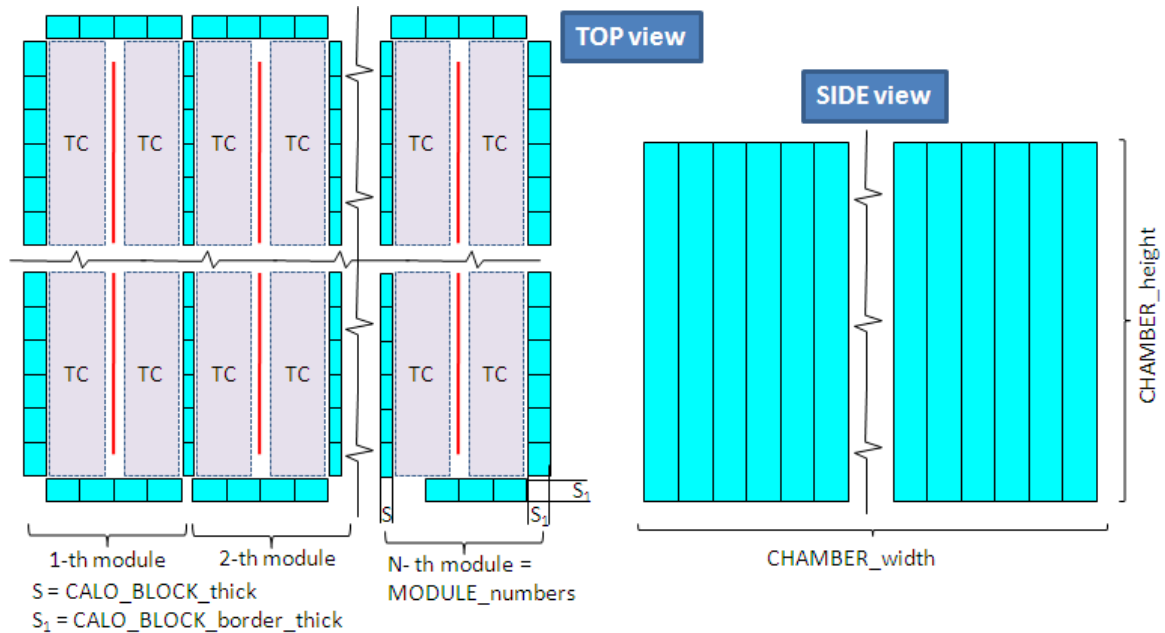 TOP view
SIDE view
TC TC TC TC TC TC
TC TC TC TC TC TC
CHAMBER_height
S S₁ S₁
1-th module 2-th module N- th module =
MODULE_numbers
CHAMBER_width
S = CALO_BLOCK_thick
S₁ = CALO_BLOCK_border_thick